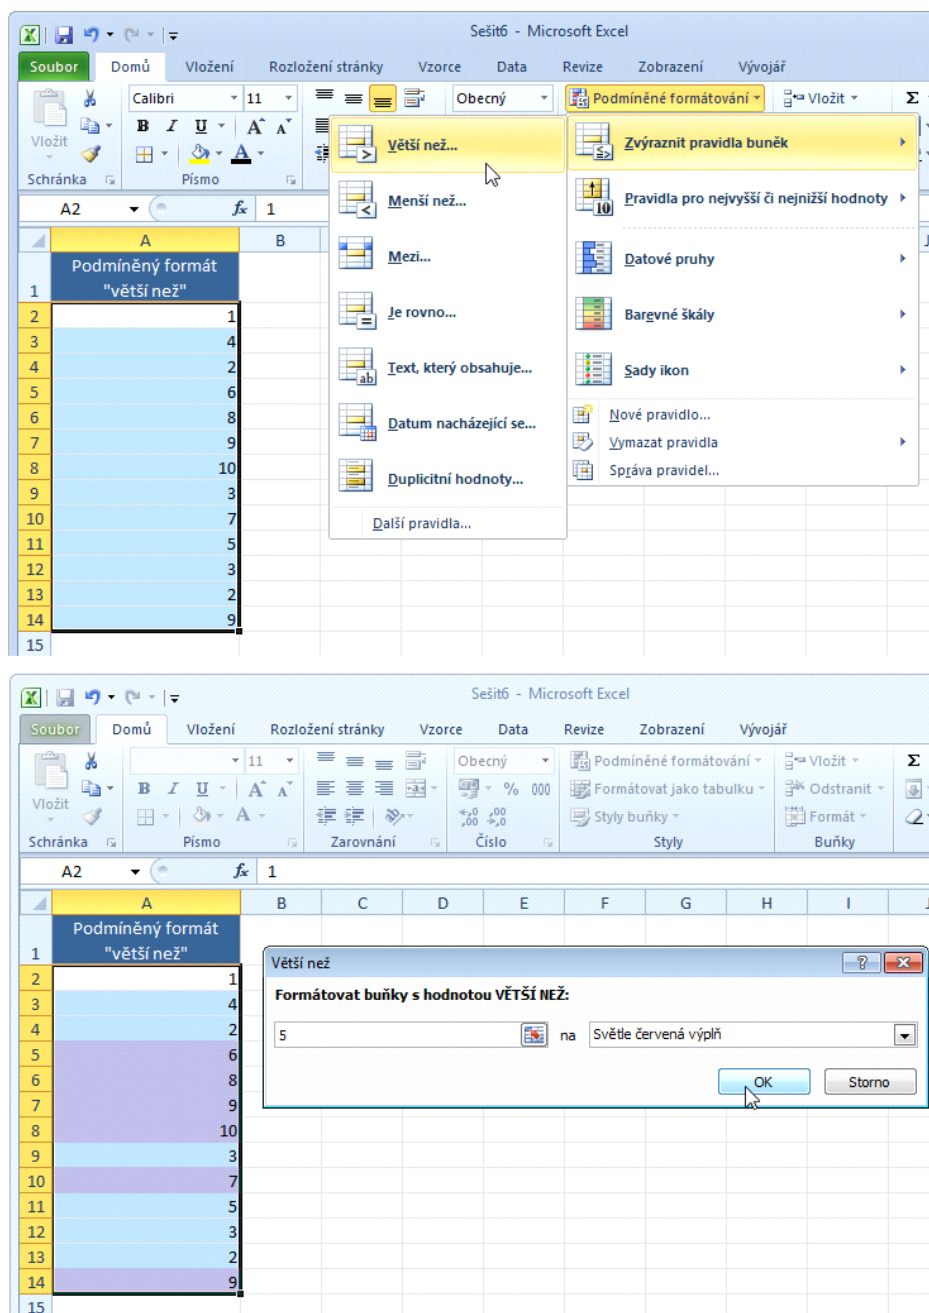 Sešit6 - Microsoft Excel
Soubor Domů Vložení Rozložení stránky Vzorce Data Revize Zobrazení Vývojář
Calibri 11 Obecný Podmíněné formátování Vložit Σ
Vložit B I U A A A
Schránka Písmo
A2 fx 1
A B
Větší než...
Menší než...
Mezi...
Je rovno...
Text, který obsahuje...
Datum nacházející se...
Duplicitní hodnoty...
Další pravidla...
Zvýraznit pravidla buněk
Pravidla pro nejvyšší či nejnižší hodnoty
Datové pruhy
Barevné škály
Sady ikon
Nové pravidlo...
Vymazat pravidla
Správa pravidel...
Podmíněný formát
1 "větší než"
2 1
3 4
4 2
5 6
6 8
7 9
8 10
9 3
10 7
11 5
12 3
13 2
14 9
15
Sešit6 - Microsoft Excel
Soubor Domů Vložení Rozložení stránky Vzorce Data Revize Zobrazení Vývojář
11 Obecný Podmíněné formátování Vložit Σ
Vložit B I U A A % 000 Formátovat jako tabulku Odstranit
A ,00 Styly buňky Formát
Schránka Písmo Zarovnání Číslo Styly Buňky
A2 fx 1
A B C D E F G H I J
Podmíněný formát
1 "větší než"
2 1
3 4
4 2
5 6
6 8
7 9
8 10
9 3
10 7
11 5
12 3
13 2
14 9
15
Větší než
Formátovat buňky s hodnotou VĚTŠÍ NEŽ:
5 na Světle červená výplň
OK Storno